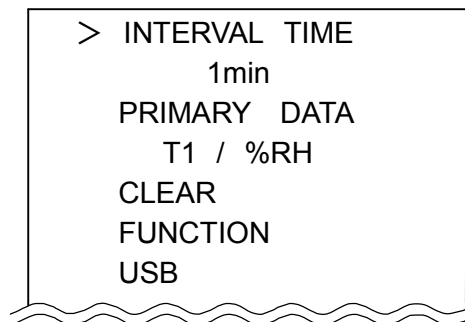 > INTERVAL TIME
1min
PRIMARY DATA
T1 / %RH
CLEAR
FUNCTION
USB